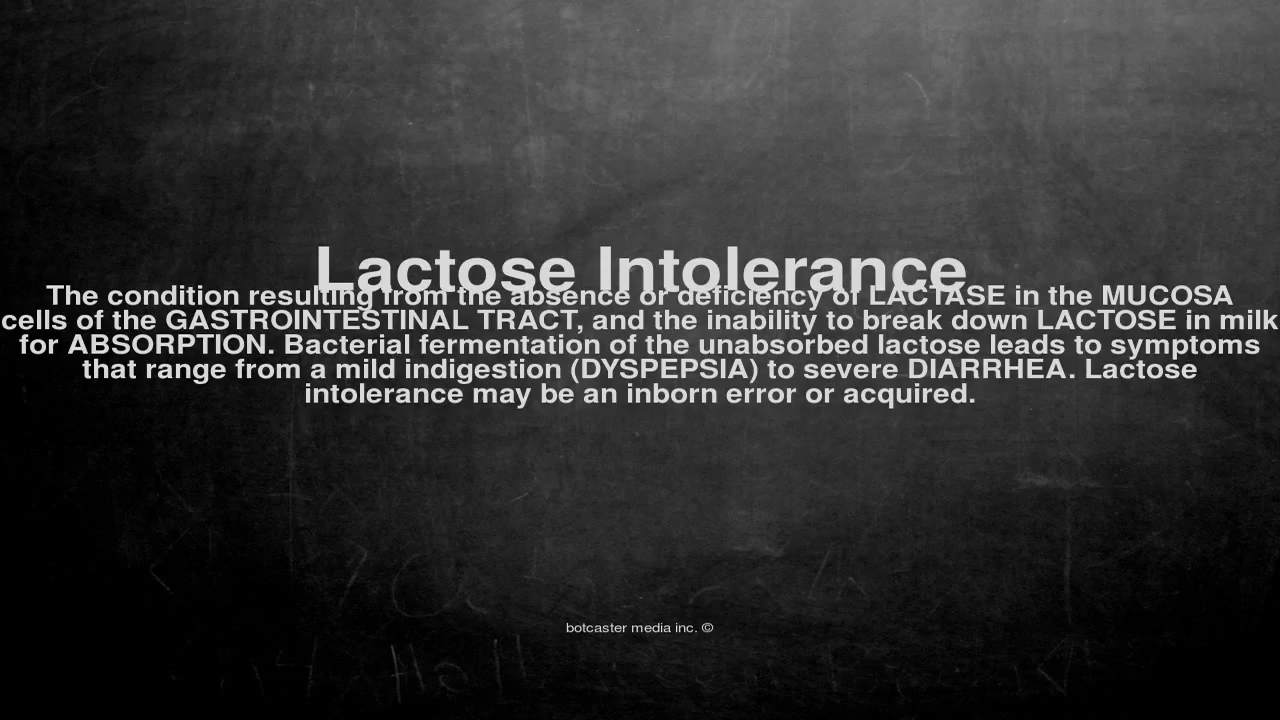 Lactose Intolerance
The condition resulting from the absence or deficiency of LACTASE in the MUCOSA
cells of the GASTROINTESTINAL TRACT, and the inability to break down LACTOSE in milk
for ABSORPTION. Bacterial fermentation of the unabsorbed lactose leads to symptoms
that range from a mild indigestion (DYSPEPSIA) to severe DIARRHEA. Lactose
intolerance may be an inborn error or acquired.
botcaster media inc. ©